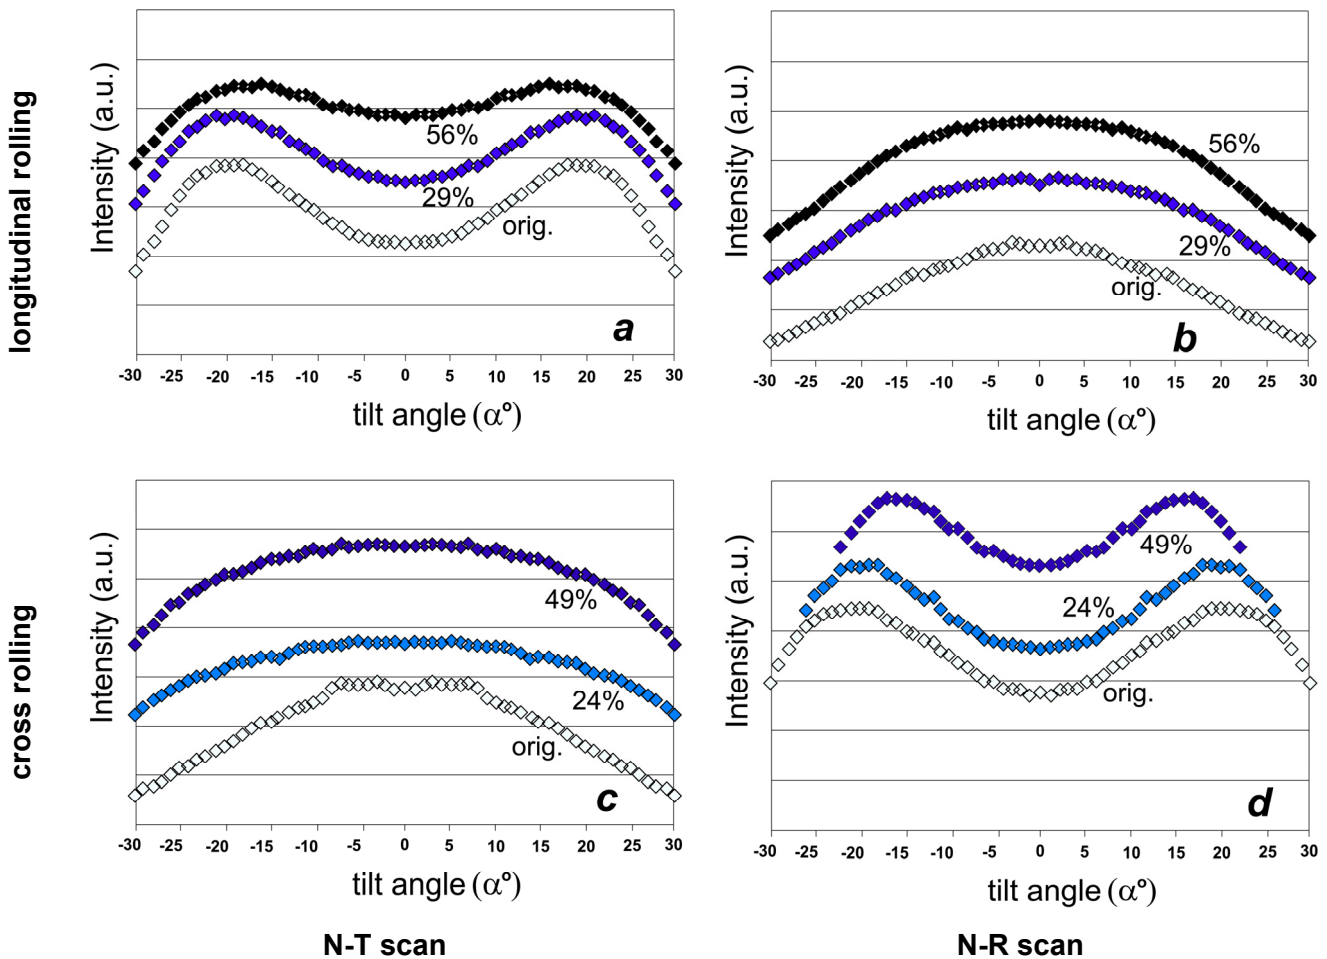 longitudinal rolling
Intensity (a.u.)
56%
29%
orig.
a
-30 -25 -20 -15 -10 -5 0 5 10 15 20 25 30
tilt angle (α°)
Intensity (a.u.)
56%
29%
orig.
b
-30 -25 -20 -15 -10 -5 0 5 10 15 20 25 30
tilt angle (α°)
cross rolling
Intensity (a.u.)
49%
24%
orig.
c
-30 -25 -20 -15 -10 -5 0 5 10 15 20 25 30
tilt angle (α°)
Intensity (a.u.)
49%
24%
orig.
d
-30 -25 -20 -15 -10 -5 0 5 10 15 20 25 30
tilt angle (α°)
N-T scan
N-R scan